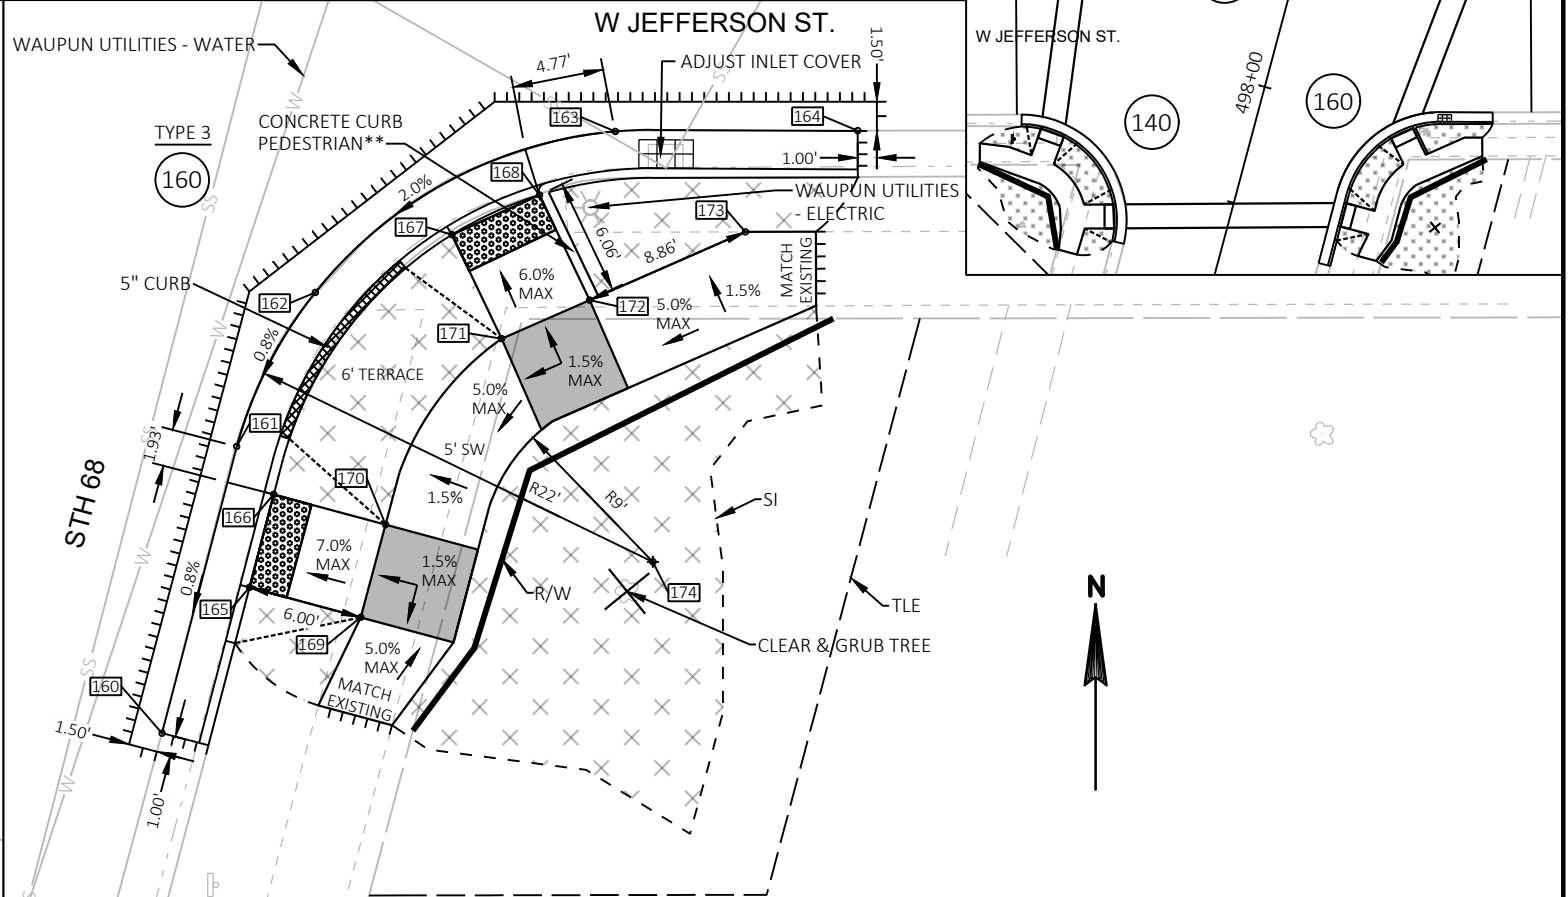 W JEFFERSON ST.
WAUPUN UTILITIES - WATER
4.77'
ADJUST INLET COVER
1.50'
SS
W
SS
TYPE 3
160
CONCRETE CURB
PEDESTRIAN**
163
164
1.00'
2.0%
168
WAUPUN UTILITIES
- ELECTRIC
167
173
6.06'
8.86'
MATCH
EXISTING
5" CURB
162
6.0%
MAX
172
5.0%
MAX
1.5%
171
0.8%
W
6' TERRACE
1.5%
MAX
5.0%
MAX
161
1.93'
SS
STH 68
5' SW
170
1.5%
R22'
R9'
SI
166
7.0%
MAX
1.5%
MAX
W
0.8%
165
6.00'
169
R/W
174
TLE
CLEAR & GRUB TREE
5.0%
MAX
MATCH
EXISTING
SS
160
1.50'
W
1.00'
N
W JEFFERSON ST.
498+00
140
160